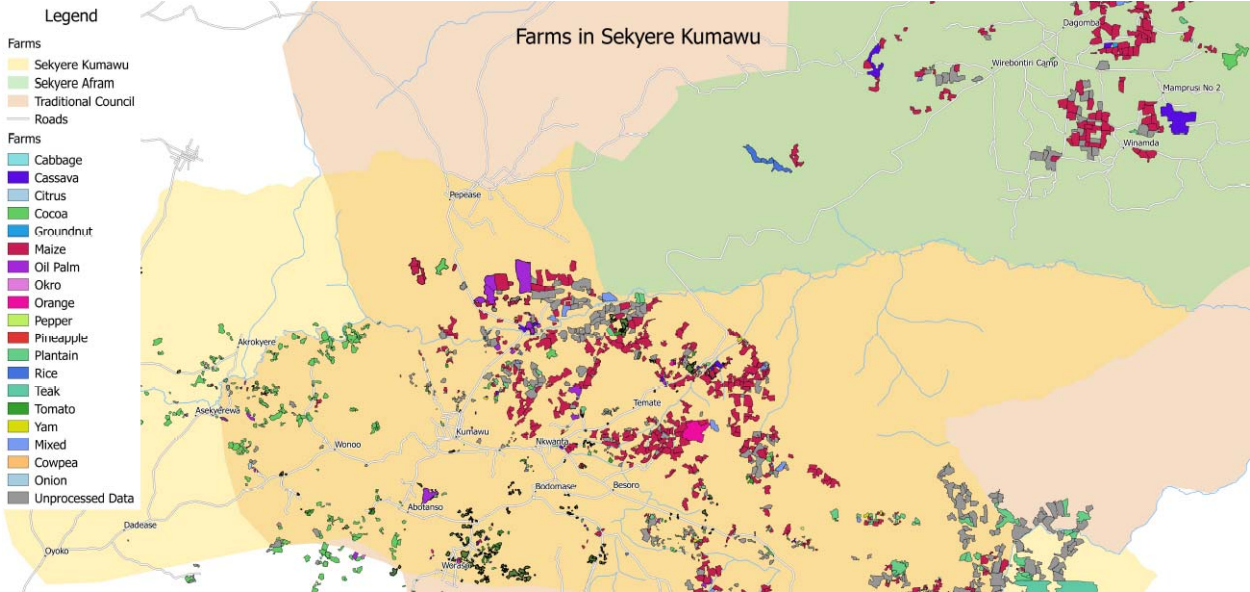 Legend
Farms
Sekyere Kumawu
Sekyere Afram
Traditional Council
Roads
Farms
Cabbage
Cassava
Citrus
Cocoa
Groundnut
Maize
Oil Palm
Okro
Orange
Pepper
Pineapple
Plantain
Rice
Teak
Tomato
Yam
Mixed
Cowpea
Onion
Unprocessed Data
Farms in Sekyere Kumawu
Dagomba
Wirebontiri Camp
Mamprusi No 2
Winamda
Pepease
Akrokyere
Asekyerewa
Temate
Kumawu
Wonoo
Nkwanta
Bodomase
Besoro
Abotanso
Dadease
Oyoko
Woraso